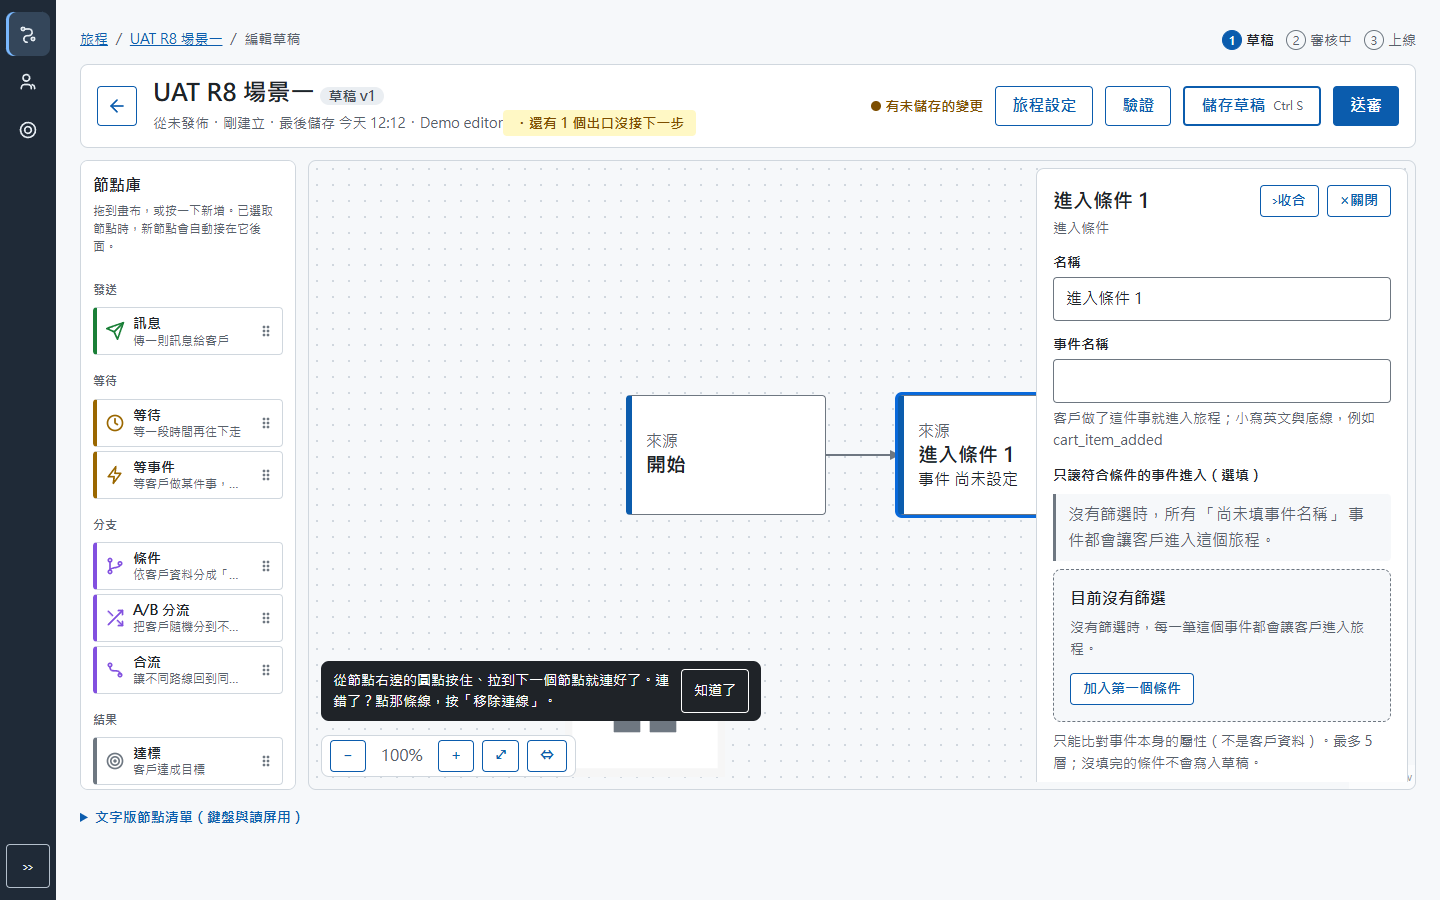 旅程 / UAT R8 場景一 / 編輯草稿
1 草稿 2 審核中 3 上線
UAT R8 場景一 草稿 v1
從未發佈 · 剛建立 · 最後儲存 今天 12:12 · Demo editor · 還有 1 個出口沒接下一步
有未儲存的變更
旅程設定
驗證
儲存草稿 Ctrl S
送審
節點庫
拖到畫布，或按一下新增。已選取
節點時，新節點會自動接在它後
面。
發送
訊息
傳一則訊息給客戶
等待
等待
等一段時間再往下走
等事件
等客戶做某件事，...
分支
條件
依客戶資料分成「...
A/B 分流
把客戶隨機分到不...
合流
讓不同路線回到同...
結果
達標
客戶達成目標
來源
開始
來源
進入條件 1
事件 尚未設定
從節點右邊的圓點按住、拉到下一個節點就連好了。連
錯了？點那條線，按「移除連線」。
知道了
− 100% +
進入條件 1
›收合
×關閉
進入條件
名稱
進入條件 1
事件名稱
客戶做了這件事就進入旅程；小寫英文與底線，例如
cart_item_added
只讓符合條件的事件進入（選填）
沒有篩選時，所有「尚未填事件名稱」事
件都會讓客戶進入這個旅程。
目前沒有篩選
沒有篩選時，每一筆這個事件都會讓客戶進入旅
程。
加入第一個條件
只能比對事件本身的屬性（不是客戶資料）。最多 5
層；沒填完的條件不會寫入草稿。
文字版節點清單（鍵盤與讀屏用）